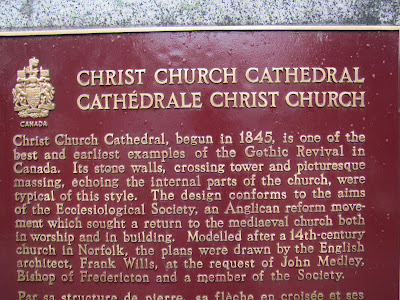 CHRIST CHURCH CATHEDRAL
CATHÉDRALE CHRIST CHURCH
CANADA
Christ Church Cathedral, begun in 1845, is one of the
best and earliest examples of the Gothic Revival in
Canada. Its stone walls, crossing tower and picturesque
massing, echoing the internal parts of the church, were
typical of this style. The design conforms to the aims
of the Ecclesiological Society, an Anglican reform move-
ment which sought a return to the mediaeval church both
in worship and in building. Modelled after a 14th-century
church in Norfolk, the plans were drawn by the English
architect, Frank Wills, at the request of John Medley,
Bishop of Fredericton and a member of the Society.
Par sa structure de pierre, sa flèche en croisée et ses